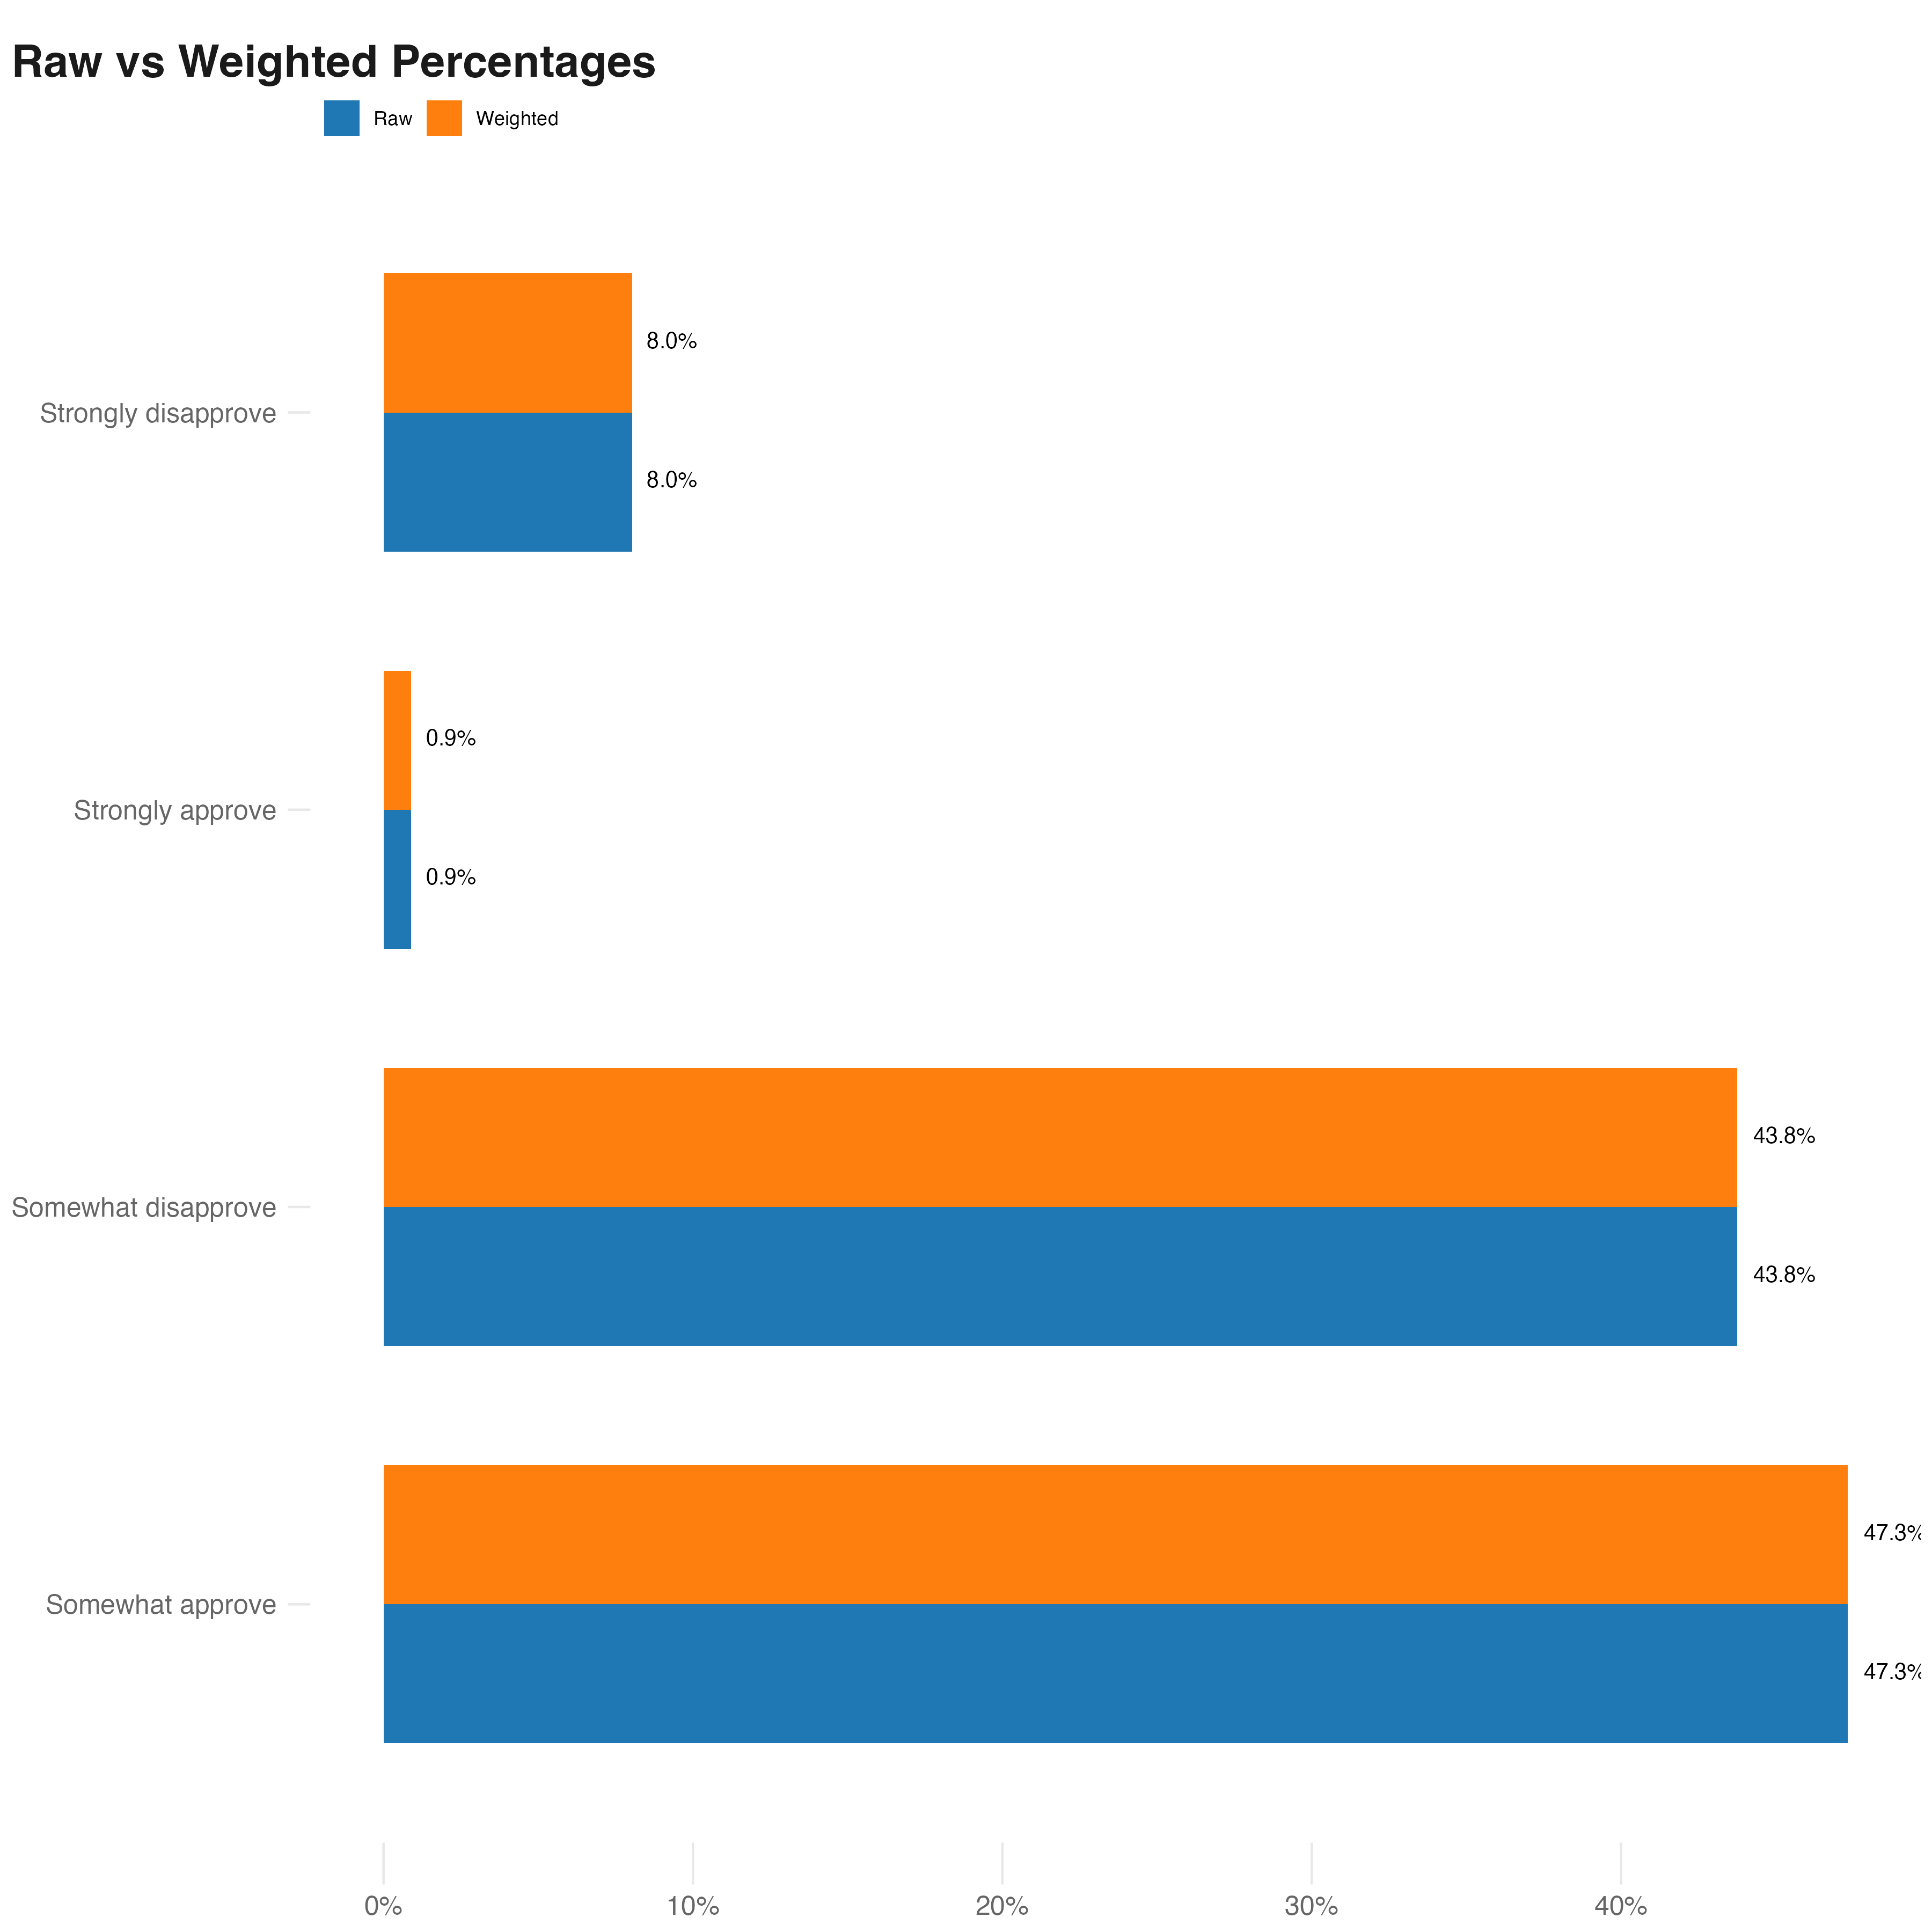 Raw vs Weighted Percentages
Raw Weighted
8.0%
Strongly disapprove
8.0%
0.9%
Strongly approve
0.9%
43.8%
Somewhat disapprove
43.8%
47.3%
Somewhat approve
47.3%
0% 10% 20% 30% 40%